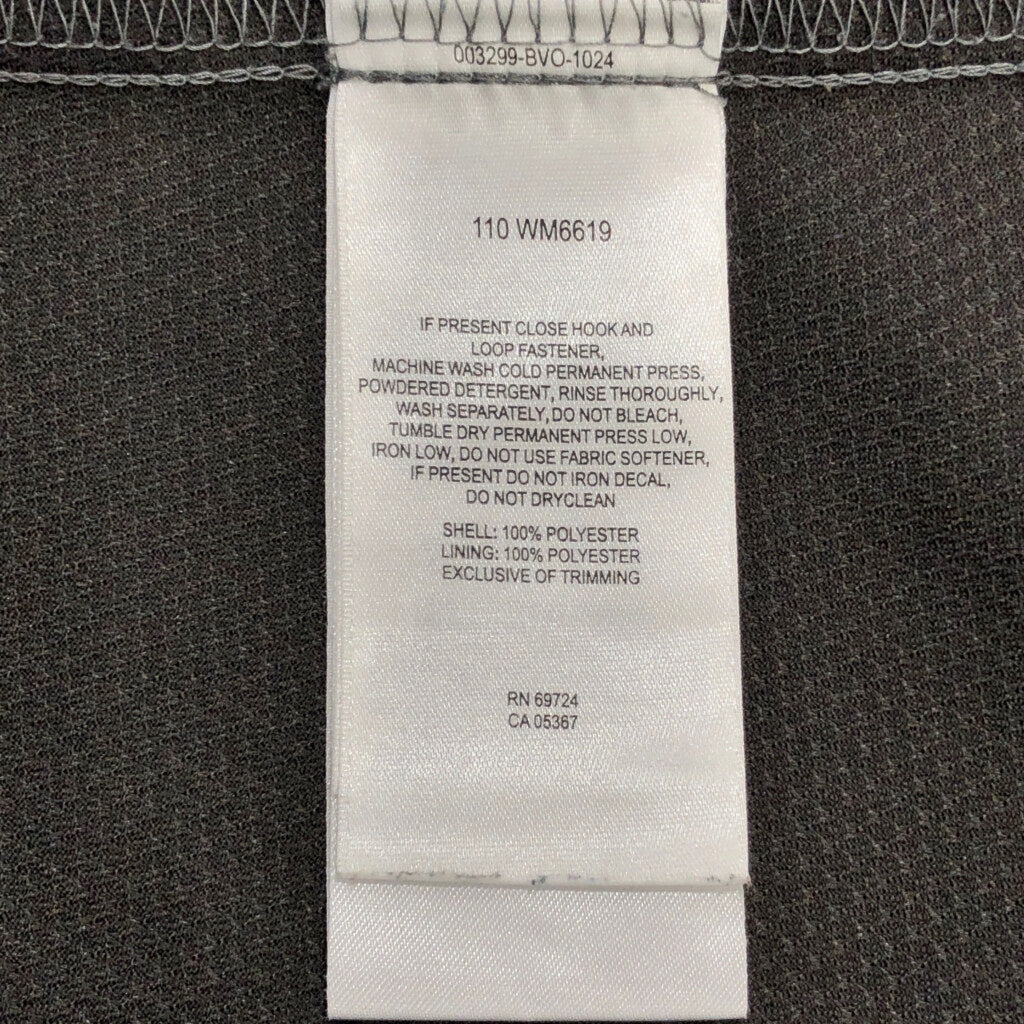 003299-BVO-1024
110 WM6619
IF PRESENT CLOSE HOOK AND
LOOP FASTENER,
MACHINE WASH COLD PERMANENT PRESS,
POWDERED DETERGENT, RINSE THOROUGHLY,
WASH SEPARATELY, DO NOT BLEACH,
TUMBLE DRY PERMANENT PRESS LOW,
IRON LOW, DO NOT USE FABRIC SOFTENER,
IF PRESENT DO NOT IRON DECAL,
DO NOT DRYCLEAN
SHELL: 100% POLYESTER
LINING: 100% POLYESTER
EXCLUSIVE OF TRIMMING
RN 69724
CA 05367